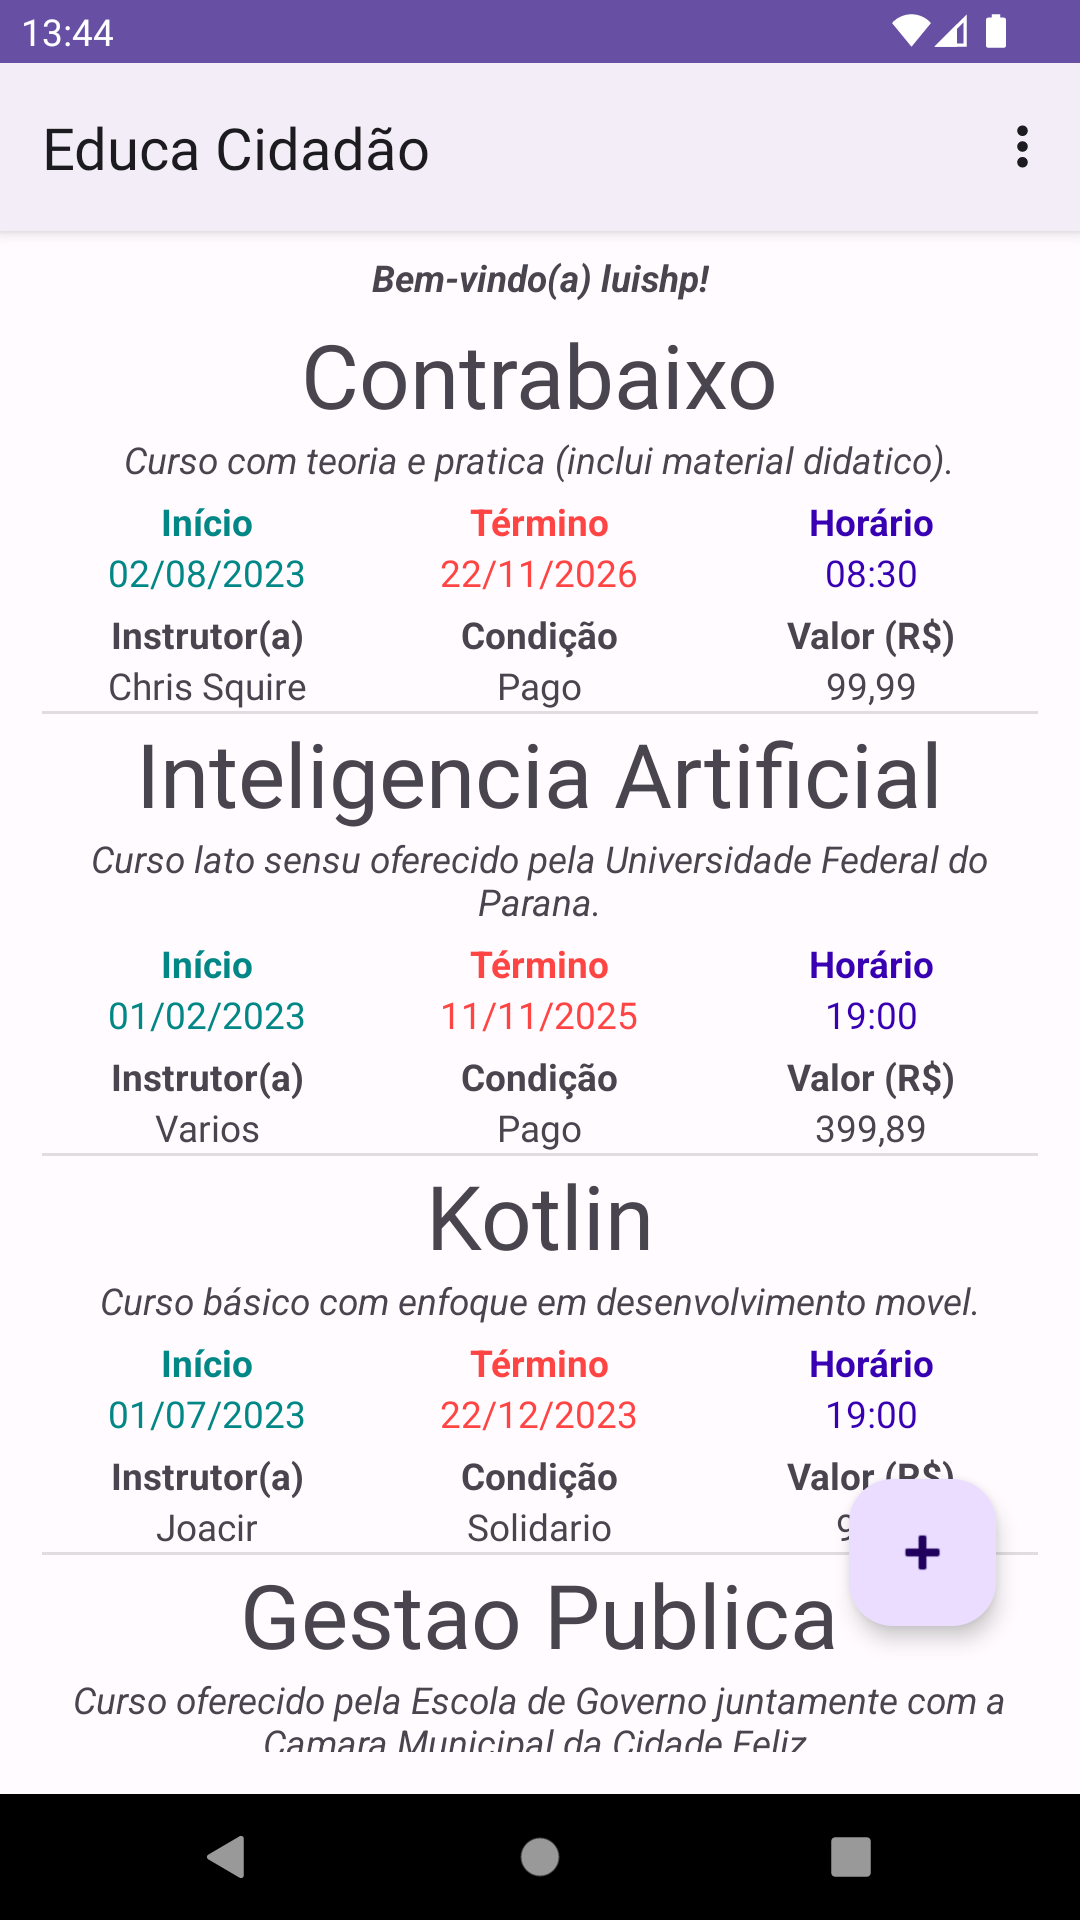 13:44
Educa Cidadão
Bem-vindo(a) luishp!
Contrabaixo
Curso com teoria e pratica (inclui material didatico).
Início Término Horário
02/08/2023 22/11/2026 08:30
Instrutor(a) Condição Valor (R$)
Chris Squire Pago 99,99
Inteligencia Artificial
Curso lato sensu oferecido pela Universidade Federal do
Parana.
Início Término Horário
01/02/2023 11/11/2025 19:00
Instrutor(a) Condição Valor (R$)
Varios Pago 399,89
Kotlin
Curso básico com enfoque em desenvolvimento movel.
Início Término Horário
01/07/2023 22/12/2023 19:00
Instrutor(a) Condição Valor (R$)
Joacir Solidario
Gestao Publica
Curso oferecido pela Escola de Governo juntamente com a
Camara Municipal da Cidade Feliz